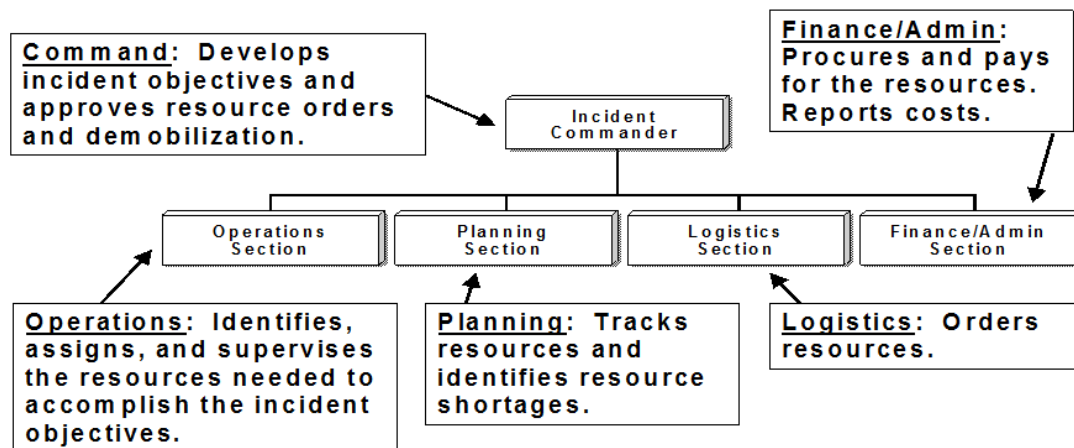 Command: Develops
incident objectives and
approves resource orders
and demobilization.
Finance/Admin:
Procures and pays
for the resources.
Reports costs.
Incident
Commander
Operations
Section
Planning
Section
Logistics
Section
Finance/Admin
Section
Operations: Identifies,
assigns, and supervises
the resources needed to
accomplish the incident
objectives.
Planning: Tracks
resources and
identifies resource
shortages.
Logistics: Orders
resources.